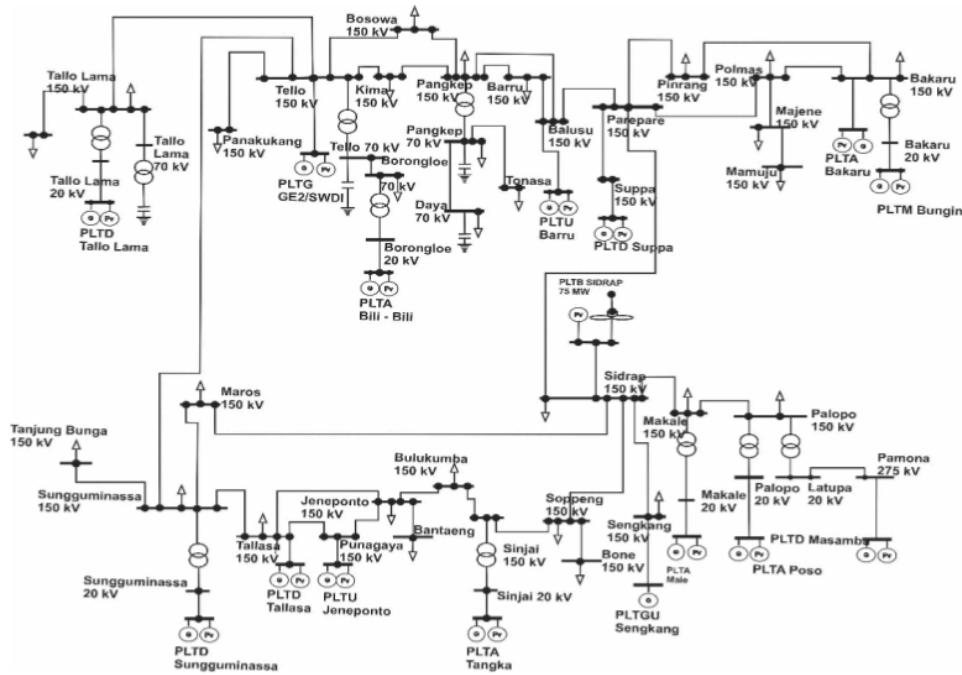 Bosowa
150 kV
Tallo Lama
150 kV
Tello
150 kV
Kima
150 kV
Pangkep
150 kV
Barru
150 kV
Pinrang
150 kV
Polmas
150 kV
Bakaru
150 kV
Panakukang
150 kV
Tallo
Lama
70 kV
Pangkep
70 kV
Balusu
150 kV
Parepare
150 kV
Majene
150 kV
PLTA
Bakaru
Bakaru
20 kV
PLTM Bungin
Tallo Lama
20 kV
G
Pv
PLTD
Tallo Lama
PLTG
GE2/SWDI
Tello 70 kV
Borongloe
70 kV
Daya
70 kV
Tonasa
PLTU
Barru
Suppa
150 kV
PLTD Suppa
Mamuju
150 kV
Borongloe
20 kV
PLTA
Bili - Bili
PLTB SIDRAP
75 MW
Pv
Maros
150 kV
Sidrap
150 kV
Makale
150 kV
Palopo
150 kV
Tanjung Bunga
150 kV
Sungguminassa
150 kV
Bulukumba
150 kV
Jeneponto
150 kV
Bantaeng
Soppeng
150 kV
Sengkang
150 kV
Makale
20 kV
Palopo
20 kV
Latupa
20 kV
Pamona
275 kV
Tallasa
150 kV
Punagaya
150 kV
Sinjai
150 kV
Bone
150 kV
PLTA
Male
PLTD Masamba
PLTA Poso
Sungguminassa
20 kV
PLTD
Tallasa
PLTU
Jeneponto
Sinjai 20 kV
PLTGU
Sengkang
PLTD
Sungguminassa
PLTA
Tangka